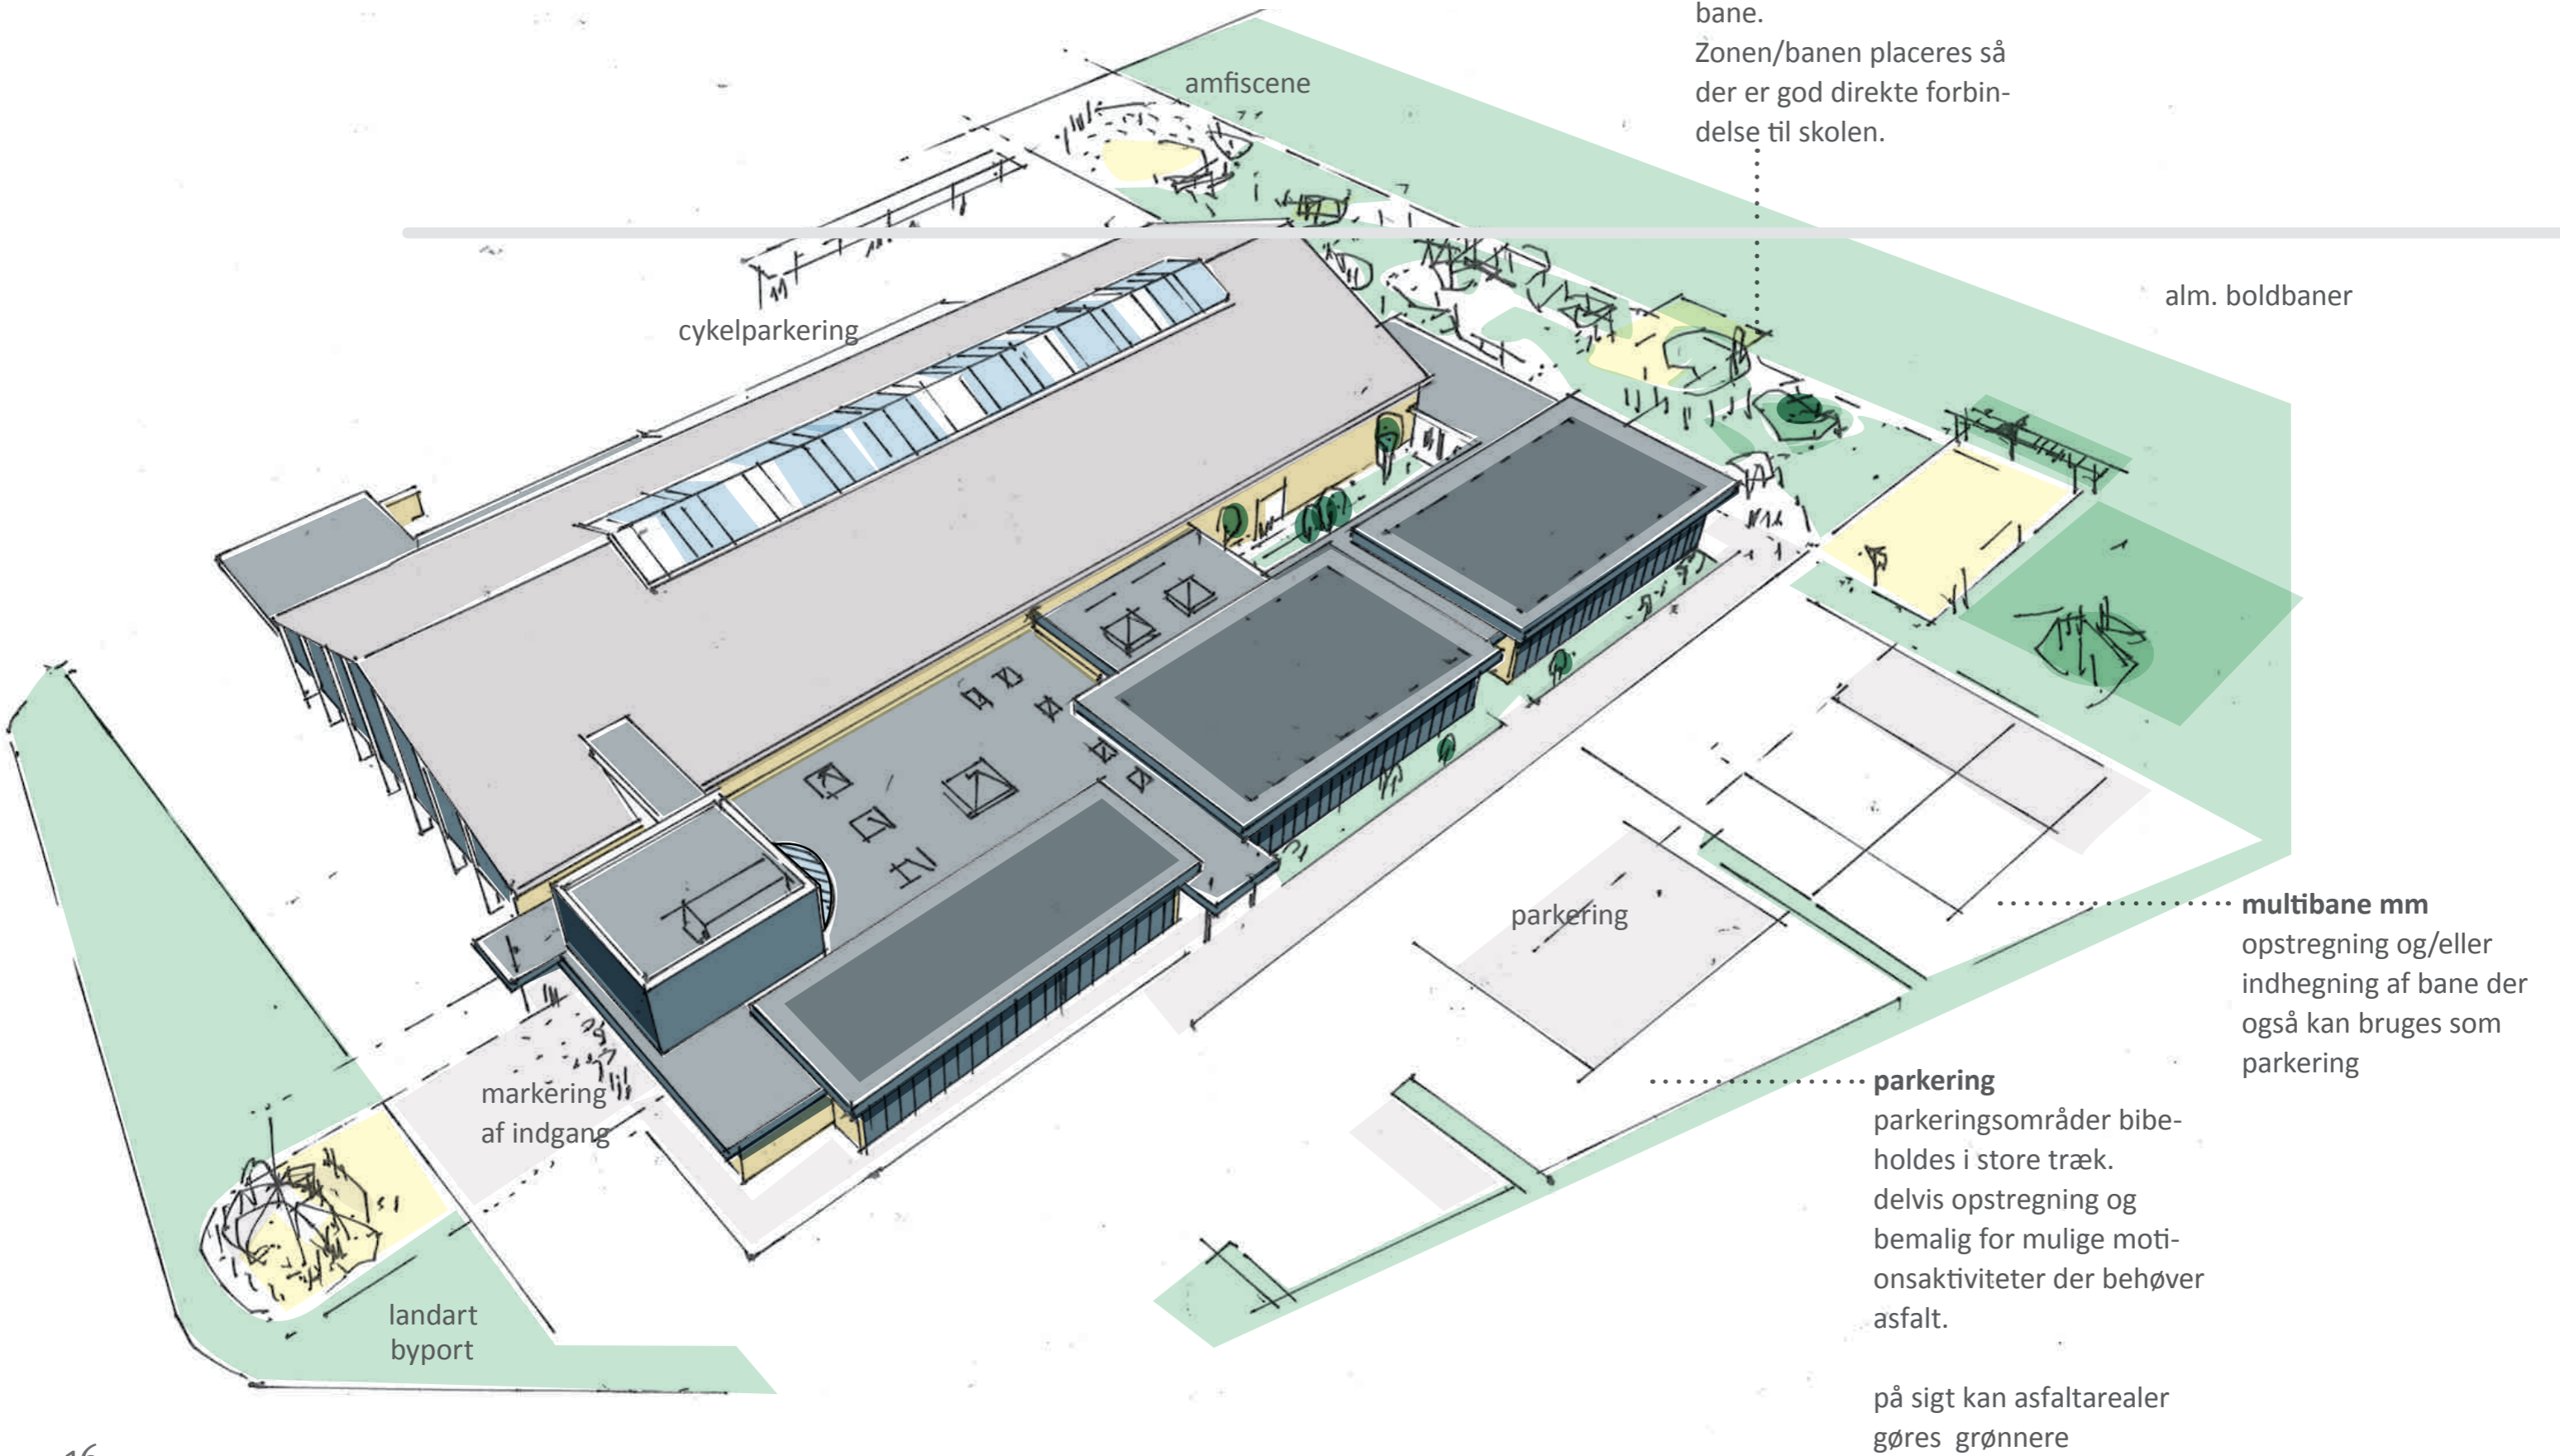 bane.
Zonen/banen placeres så
der er god direkte forbin-
delse til skolen.
amfiscene
alm. boldbaner
cykelparkering
multibane mm
opstregning og/eller
indhegning af bane der
også kan bruges som
parkering
parkering
parkering
parkeringsområder bibe-
holdes i store træk.
delvis opstregning og
bemalig for mulige moti-
onsaktiviteter der behøver
asfalt.
på sigt kan asfaltarealer
gøres grønnere
markering
af indgang
landart
byport
16